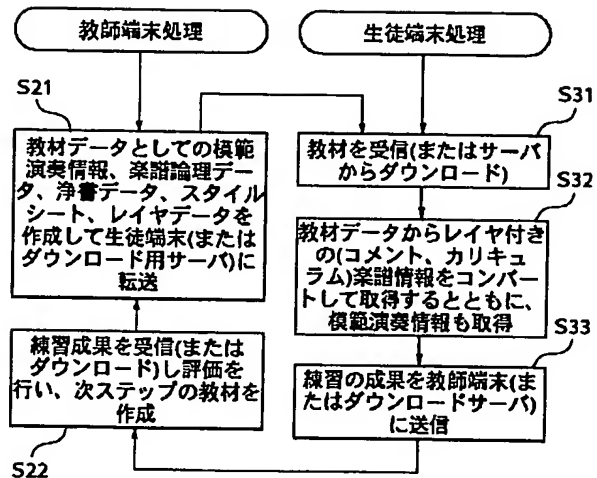 教師端末処理
生徒端末処理
S21
教材データとしての模範
演奏情報、楽譜論理デー
タ、浄書データ、スタイル
シート、レイヤデータを
作成して生徒端末(または
ダウンロード用サーバ)に
転送
練習成果を受信(または
ダウンロード)し評価を
行い、次ステップの教材を
作成
S22
S31
教材を受信(またはサーバ
からダウンロード)
S32
教材データからレイヤ付き
の(コメント、カリキュ
ラム)楽譜情報をコンバー
トして取得するとともに、
模範演奏情報も取得
S33
練習の成果を教師端末(ま
たはダウンロードサーバ)
に送信